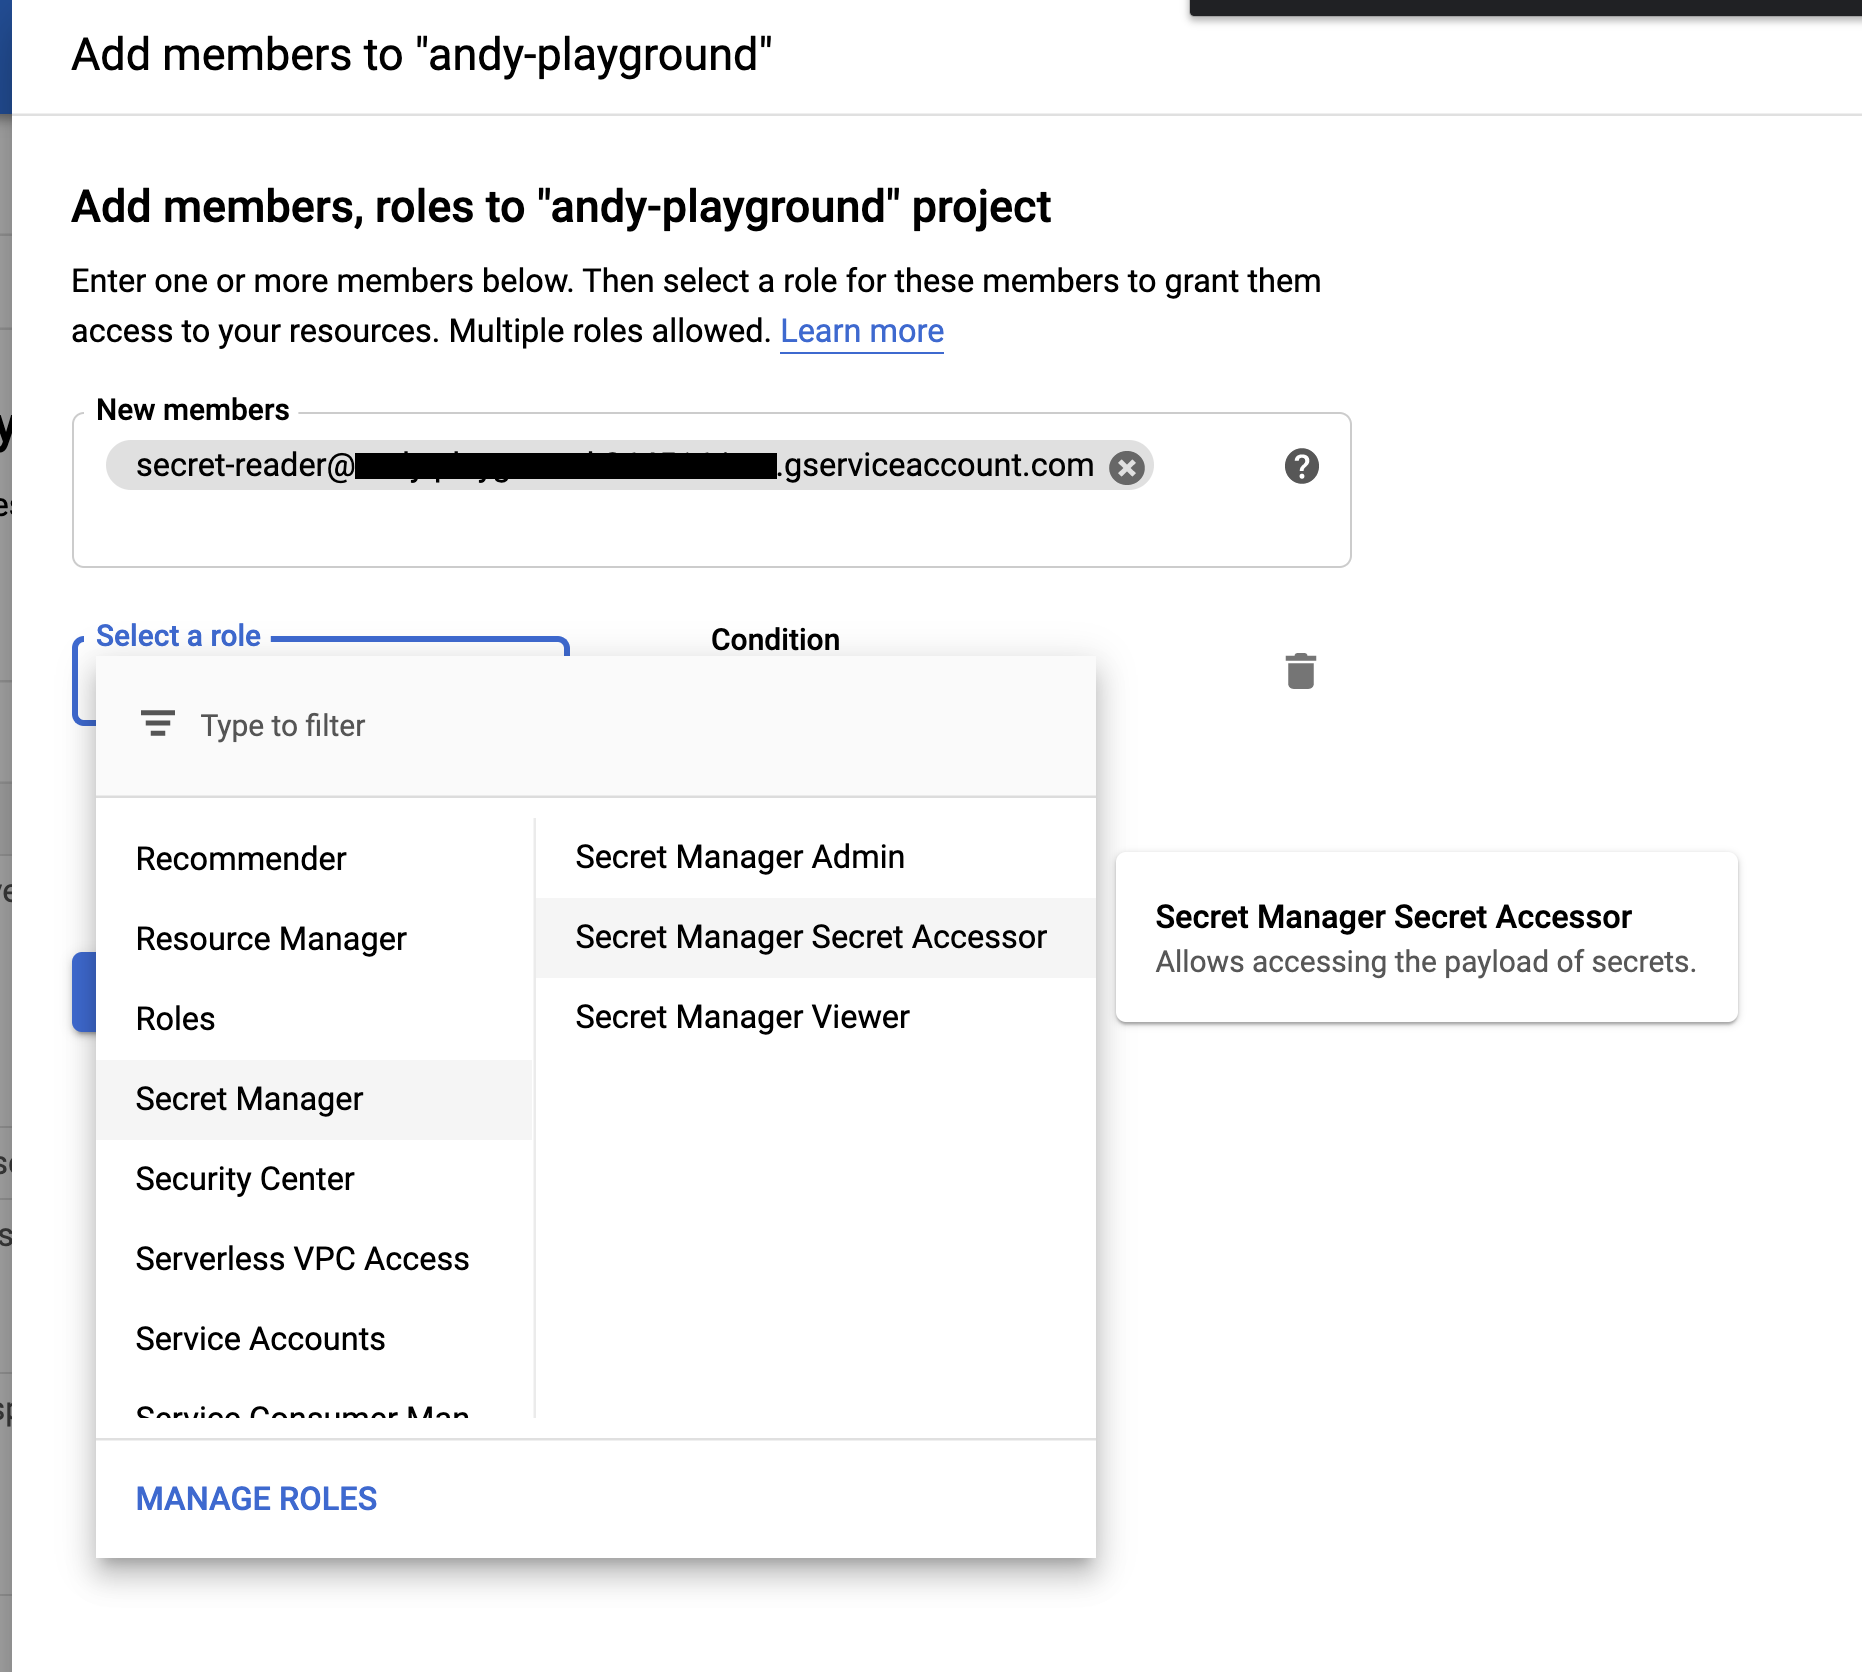 Add members to "andy-playground"
Add members, roles to "andy-playground" project
Enter one or more members below. Then select a role for these members to grant them
access to your resources. Multiple roles allowed. Learn more
New members
secret-reader@
.gserviceaccount.com
Select a role
Condition
Type to filter
Recommender
Resource Manager
Roles
Secret Manager
Security Center
Serverless VPC Access
Service Accounts
Service Consumer Man
Secret Manager Admin
Secret Manager Secret Accessor
Secret Manager Viewer
Secret Manager Secret Accessor
Allows accessing the payload of secrets.
MANAGE ROLES